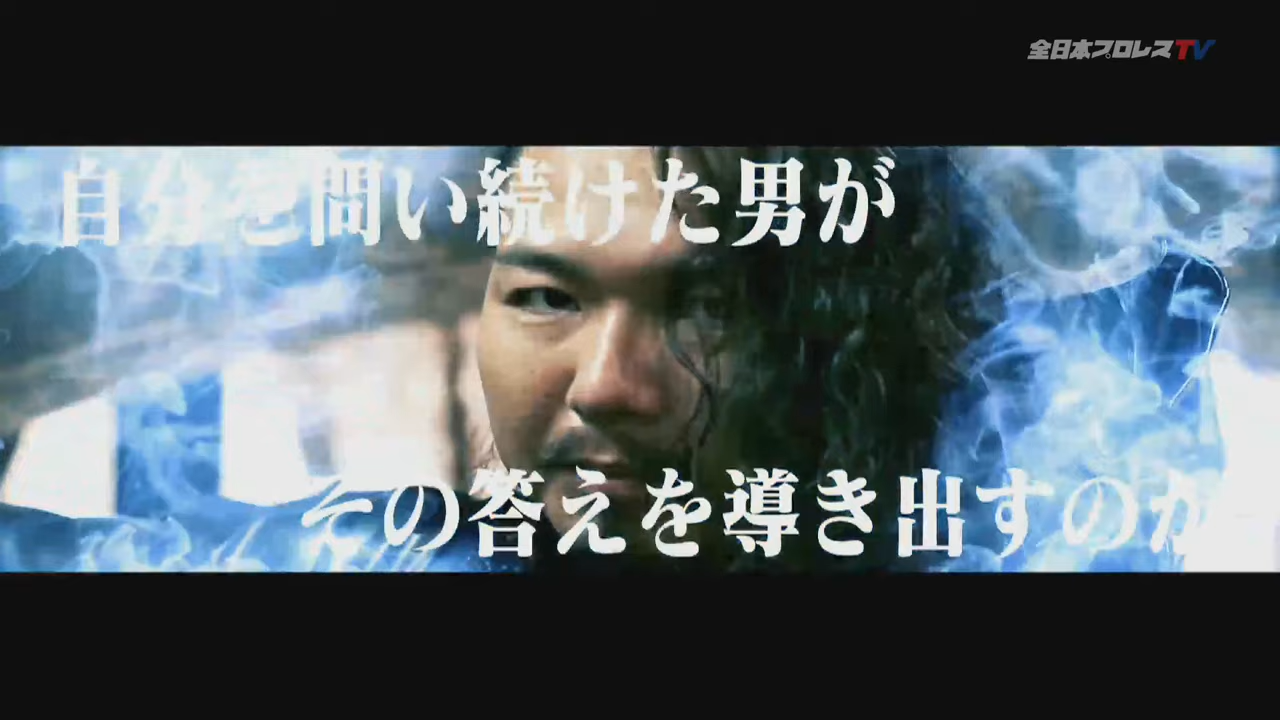 全日本プロレスTV
自分を問い続けた男が
その答えを導き出すのか